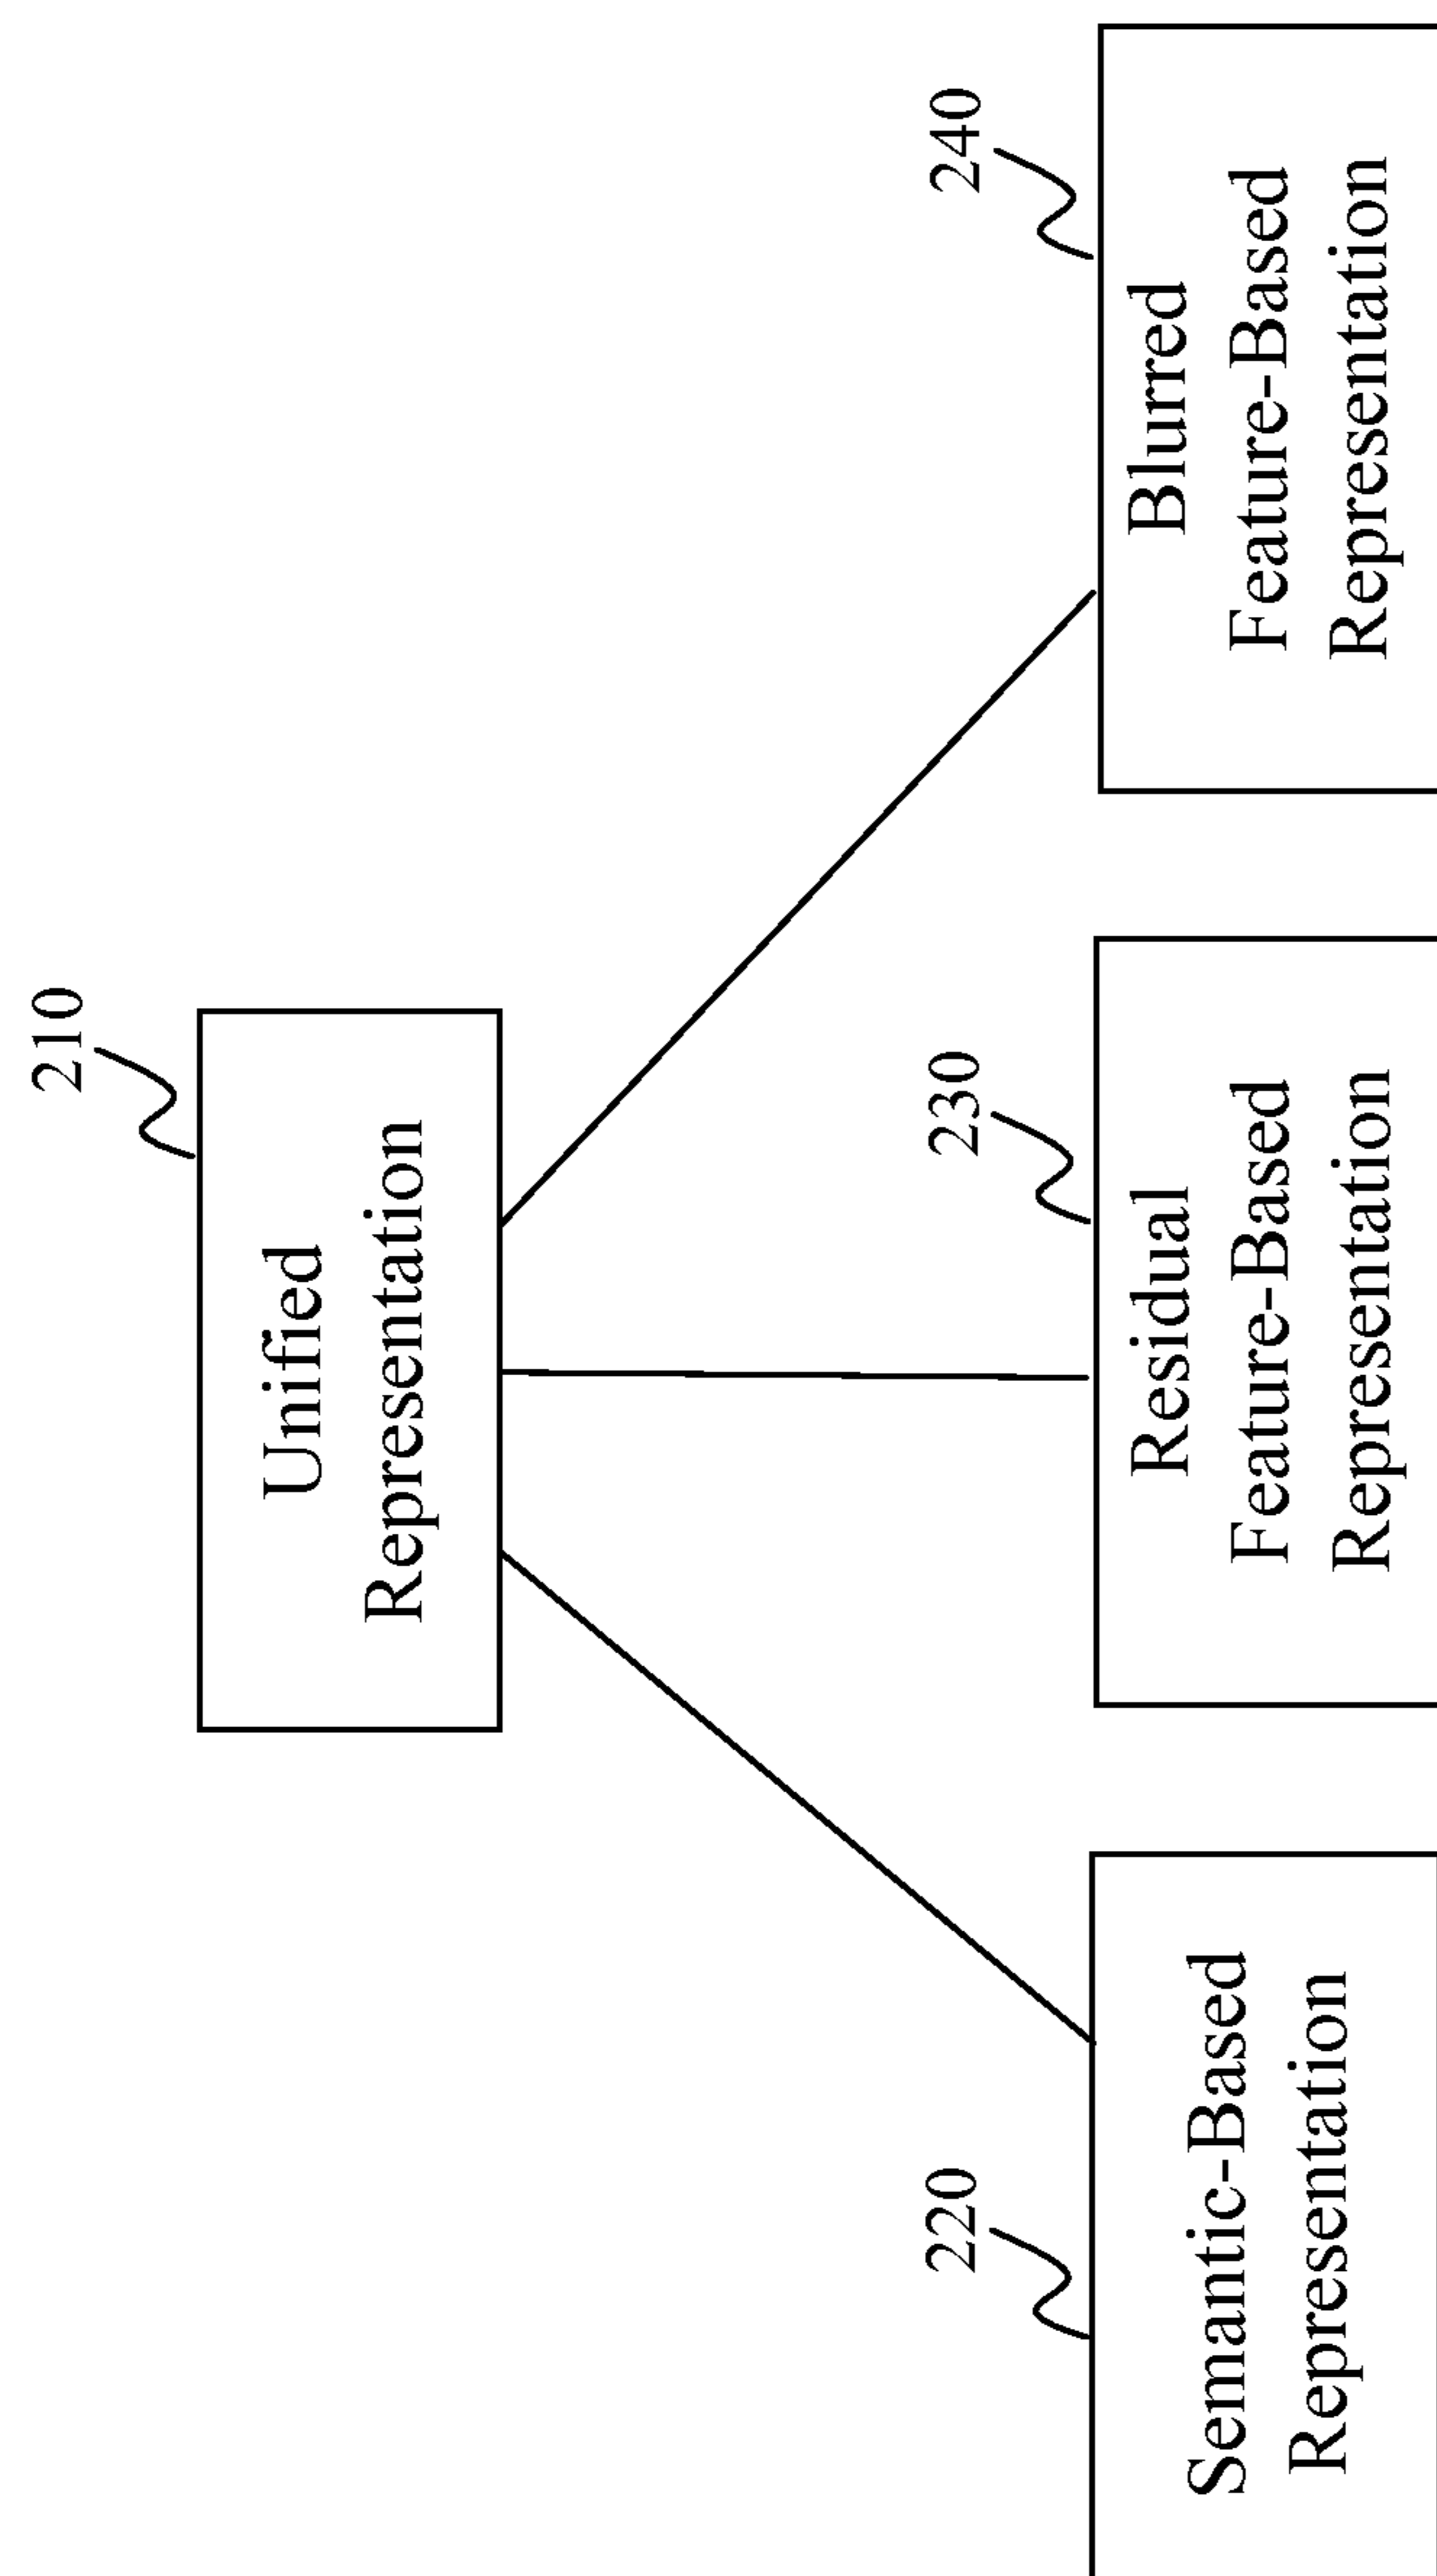 210
Unified
Representation
220
Semantic-Based
Representation
230
Residual
Feature-Based
Representation
240
Blurred
Feature-Based
Representation